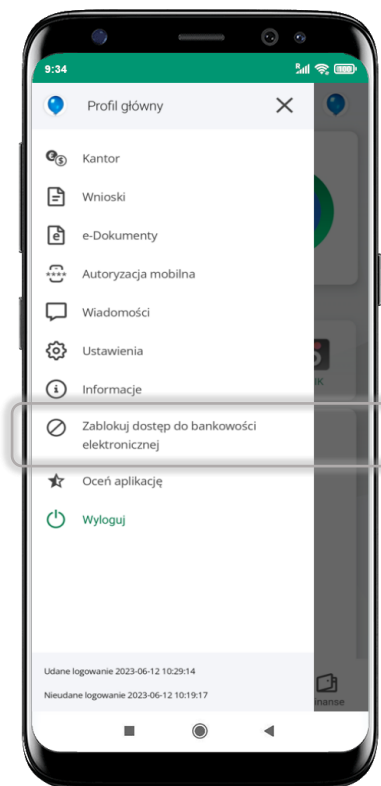 9:34
100
Profil główny
Kantor
Wnioski
e-Dokumenty
Autoryzacja mobilna
Wiadomości
Ustawienia
Informacje
Zablokuj dostęp do bankowości
elektronicznej
Oceń aplikację
Wyloguj
Udane logowanie 2023-06-12 10:29:14
Nieudane logowanie 2023-06-12 10:19:17